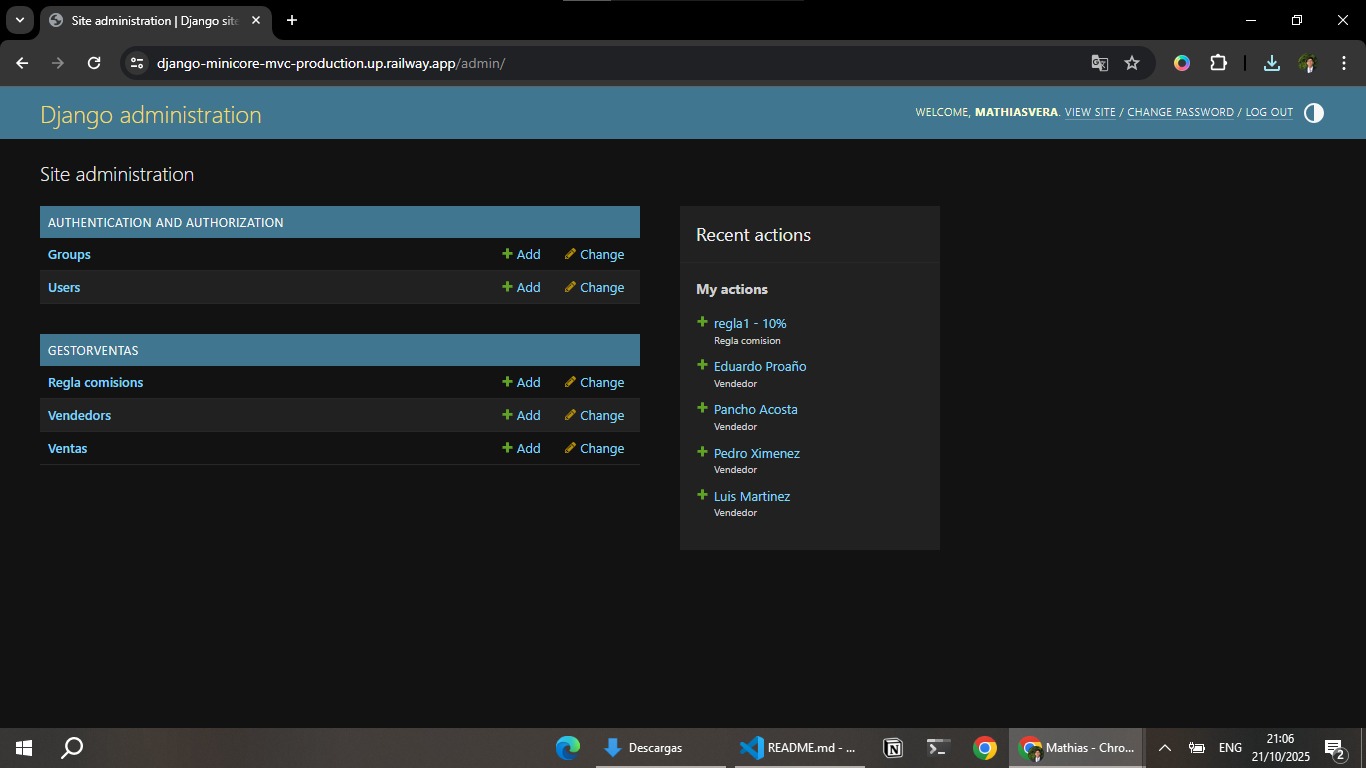 Site administration | Django site
django-minicore-mvc-production.up.railway.app/admin/
Django administration
WELCOME, MATHIASVERA. VIEW SITE / CHANGE PASSWORD / LOG OUT
Site administration
AUTHENTICATION AND AUTHORIZATION
Groups Add Change
Users Add Change
GESTORVENTAS
Regla comisions Add Change
Vendedors Add Change
Ventas Add Change
Recent actions
My actions
regla1 - 10%
Regla comision
Eduardo Proaño
Vendedor
Pancho Acosta
Vendedor
Pedro Ximenez
Vendedor
Luis Martinez
Vendedor
Descargas
README.md - ...
Mathias - Chro...
ENG
21:06
21/10/2025
2